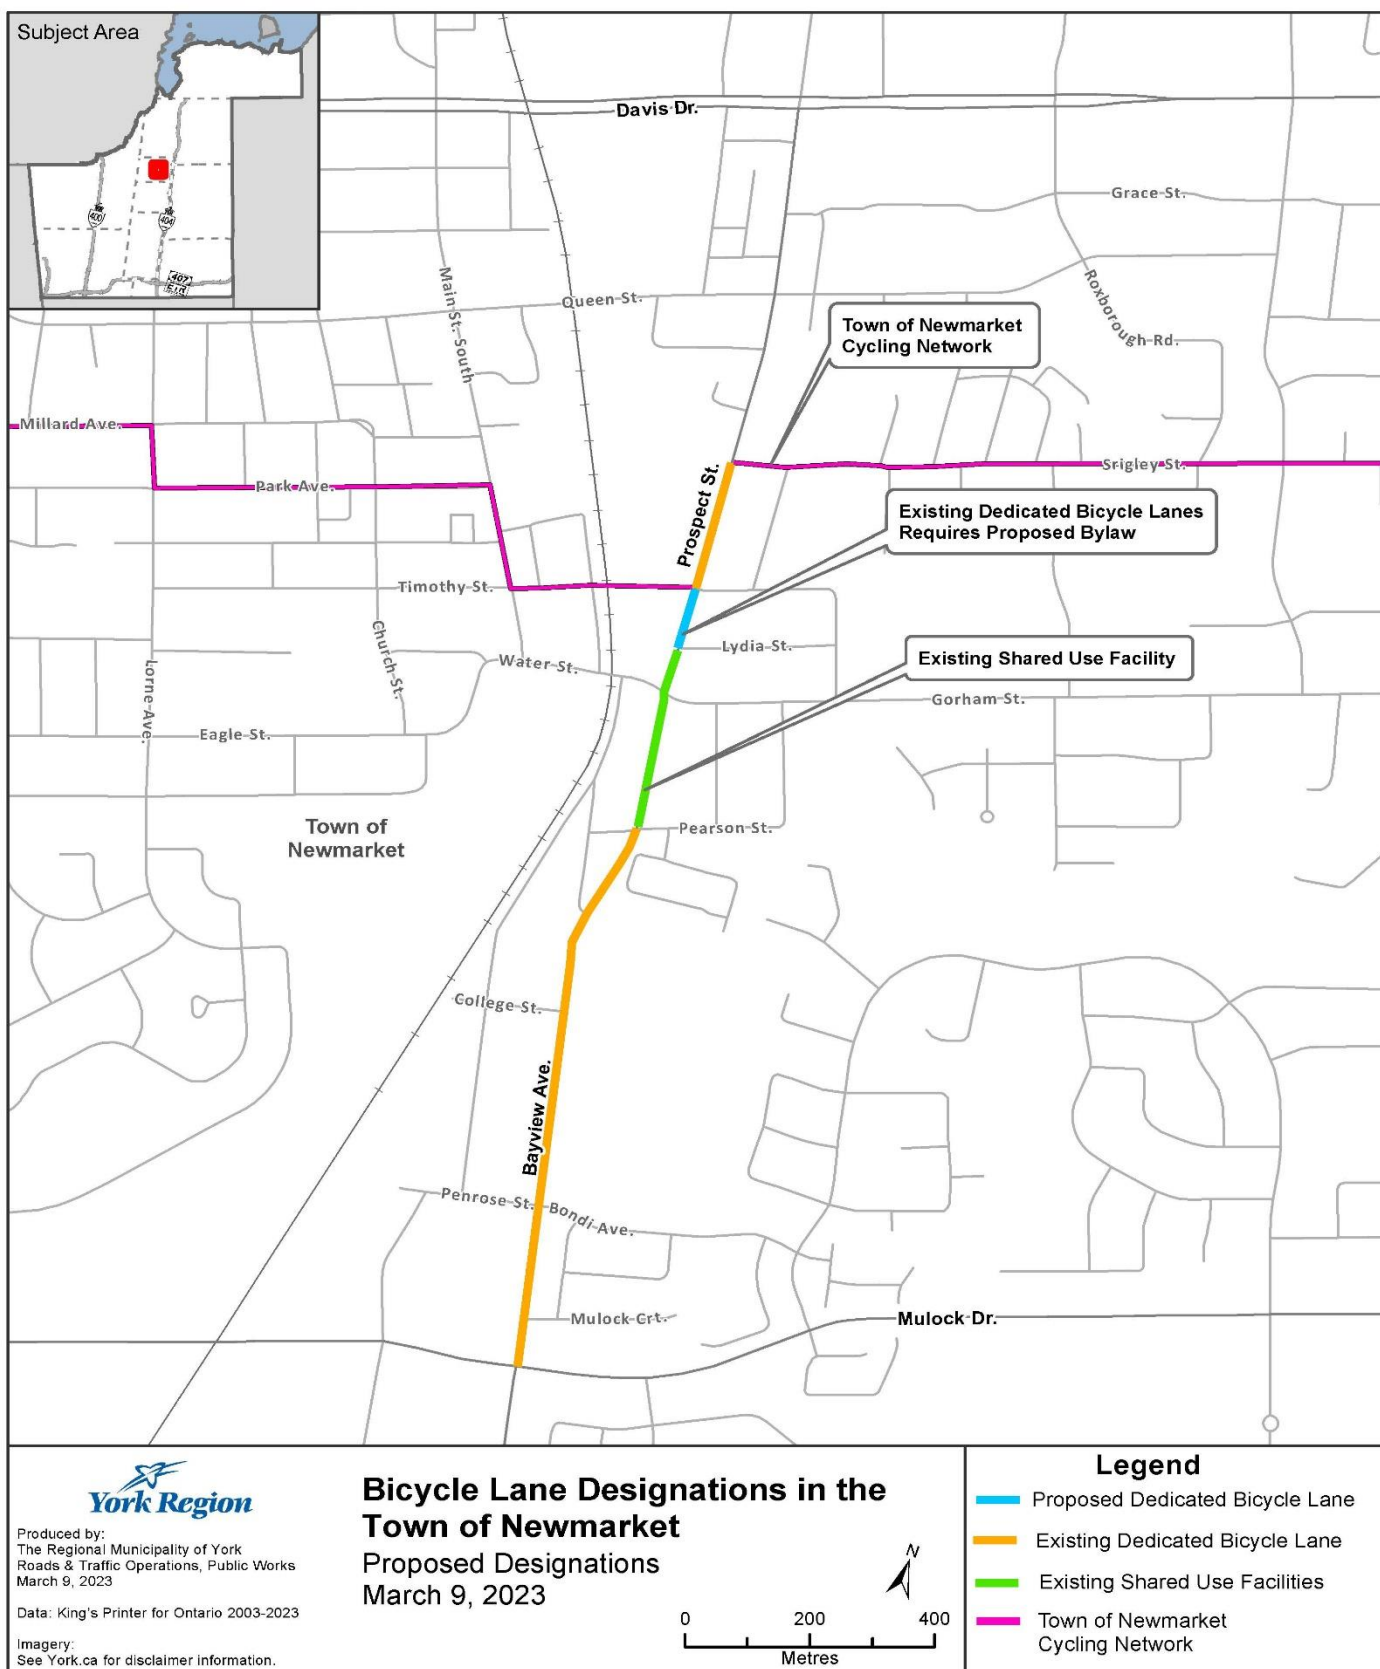 Subject Area
400
404
407
ETR
Davis Dr.
Grace St.
Main St. South
Queen St.
Roxborough Rd.
Town of Newmarket
Cycling Network
Millard Ave.
Srigley St.
Park Ave.
Prospect St.
Existing Dedicated Bicycle Lanes
Requires Proposed Bylaw
Timothy St.
Church St.
Lydia St.
Water St.
Existing Shared Use Facility
Lorne Ave.
Gorham St.
Eagle St.
Town of
Newmarket
Pearson St.
College St.
Bayview Ave.
Penrose St.
Bondi Ave.
Mulock Crt.
Mulock Dr.
York Region
Produced by:
The Regional Municipality of York
Roads & Traffic Operations, Public Works
March 9, 2023
Data: King's Printer for Ontario 2003-2023
Imagery:
See York.ca for disclaimer information.
Bicycle Lane Designations in the
Town of Newmarket
Proposed Designations
March 9, 2023
N
0 200 400
Metres
Legend
Proposed Dedicated Bicycle Lane
Existing Dedicated Bicycle Lane
Existing Shared Use Facilities
Town of Newmarket
Cycling Network